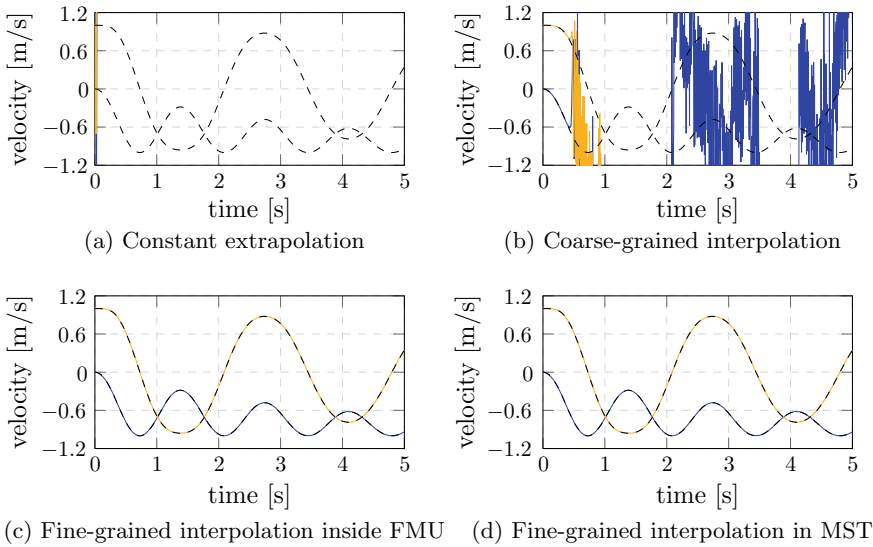 1.2
0.6
0
−0.6
−1.2
velocity [m/s]
0 1 2 3 4 5
time [s]
(a) Constant extrapolation
1.2
0.6
0
−0.6
−1.2
velocity [m/s]
0 1 2 3 4 5
time [s]
(b) Coarse-grained interpolation
1.2
0.6
0
−0.6
−1.2
velocity [m/s]
0 1 2 3 4 5
time [s]
(c) Fine-grained interpolation inside FMU
1.2
0.6
0
−0.6
−1.2
velocity [m/s]
0 1 2 3 4 5
time [s]
(d) Fine-grained interpolation in MST